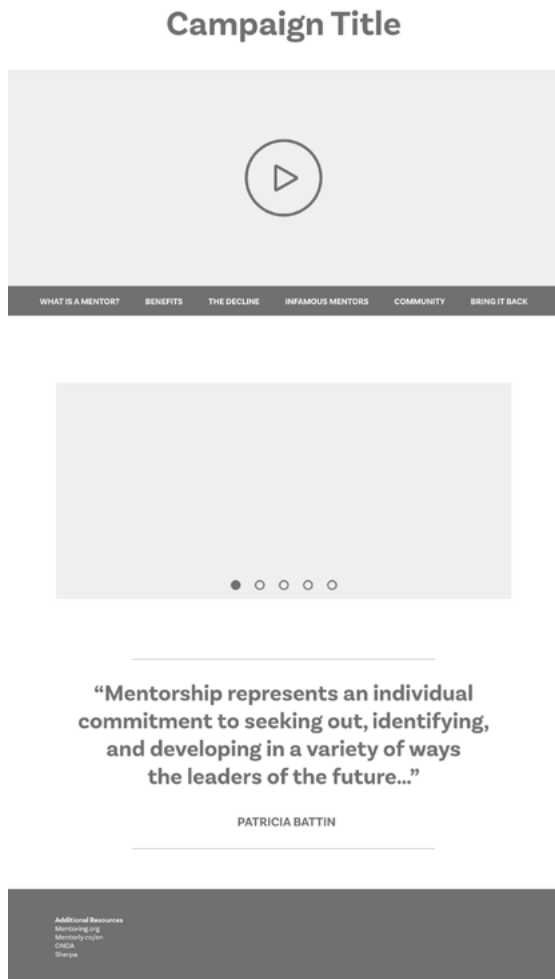 Campaign Title
WHAT IS A MENTOR? BENEFITS THE DECLINE INFAMOUS MENTORS COMMUNITY BRING IT BACK
“Mentorship represents an individual
commitment to seeking out, identifying,
and developing in a variety of ways
the leaders of the future...”
PATRICIA BATTIN
Additional Resources
Mentoring.org
Mentorly.co/en
ONDA
Sherpa